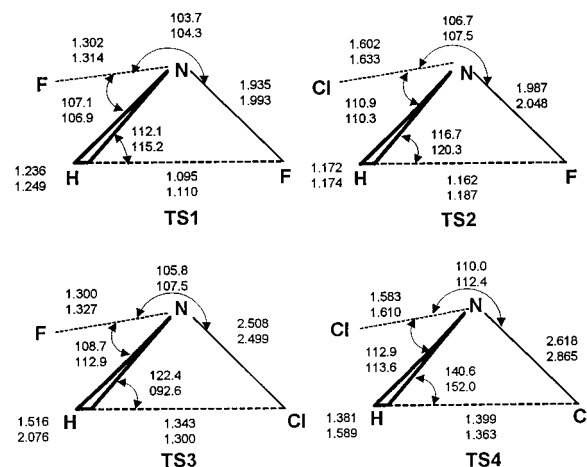 103.7
104.3
1.302
1.314
N
F
107.1
106.9
1.935
1.993
112.1
115.2
1.236
1.249
H
F
1.095
1.110
TS1
106.7
107.5
1.602
1.633
N
Cl
110.9
110.3
1.987
2.048
116.7
120.3
1.172
1.174
H
F
1.162
1.187
TS2
105.8
107.5
1.300
1.327
N
F
108.7
112.9
2.508
2.499
122.4
092.6
1.516
2.076
H
Cl
1.343
1.300
TS3
110.0
112.4
1.583
1.610
N
Cl
112.9
113.6
2.618
2.865
140.6
152.0
1.381
1.589
H
C
1.399
1.363
TS4